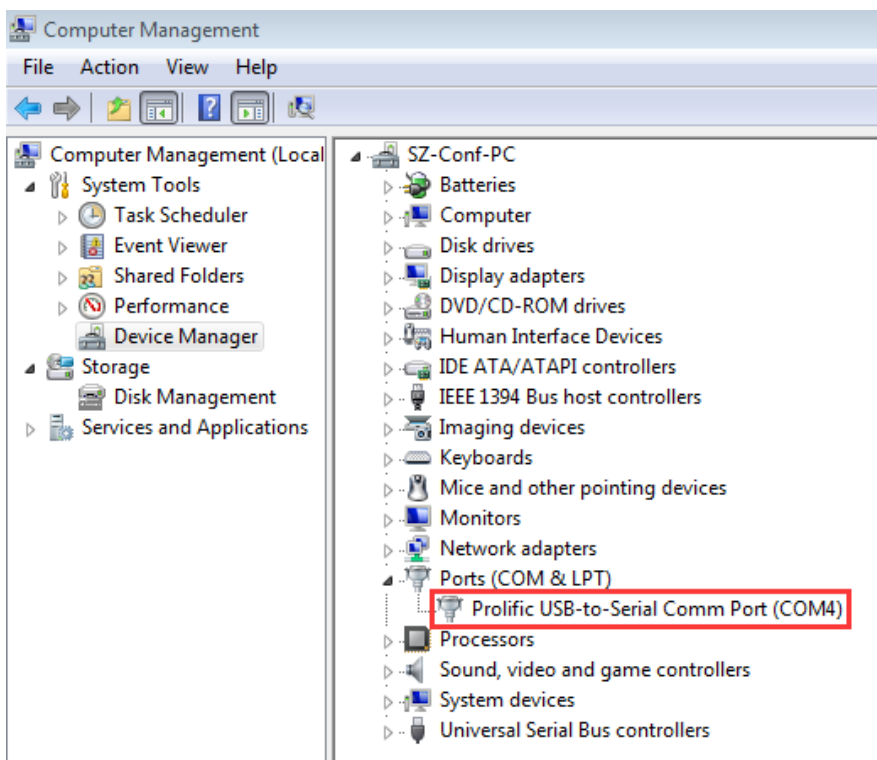 Computer Management
File Action View Help
Computer Management (Local
System Tools
Task Scheduler
Event Viewer
Shared Folders
Performance
Device Manager
Storage
Disk Management
Services and Applications
SZ-Conf-PC
Batteries
Computer
Disk drives
Display adapters
DVD/CD-ROM drives
Human Interface Devices
IDE ATA/ATAPI controllers
IEEE 1394 Bus host controllers
Imaging devices
Keyboards
Mice and other pointing devices
Monitors
Network adapters
Ports (COM & LPT)
Prolific USB-to-Serial Comm Port (COM4)
Processors
Sound, video and game controllers
System devices
Universal Serial Bus controllers